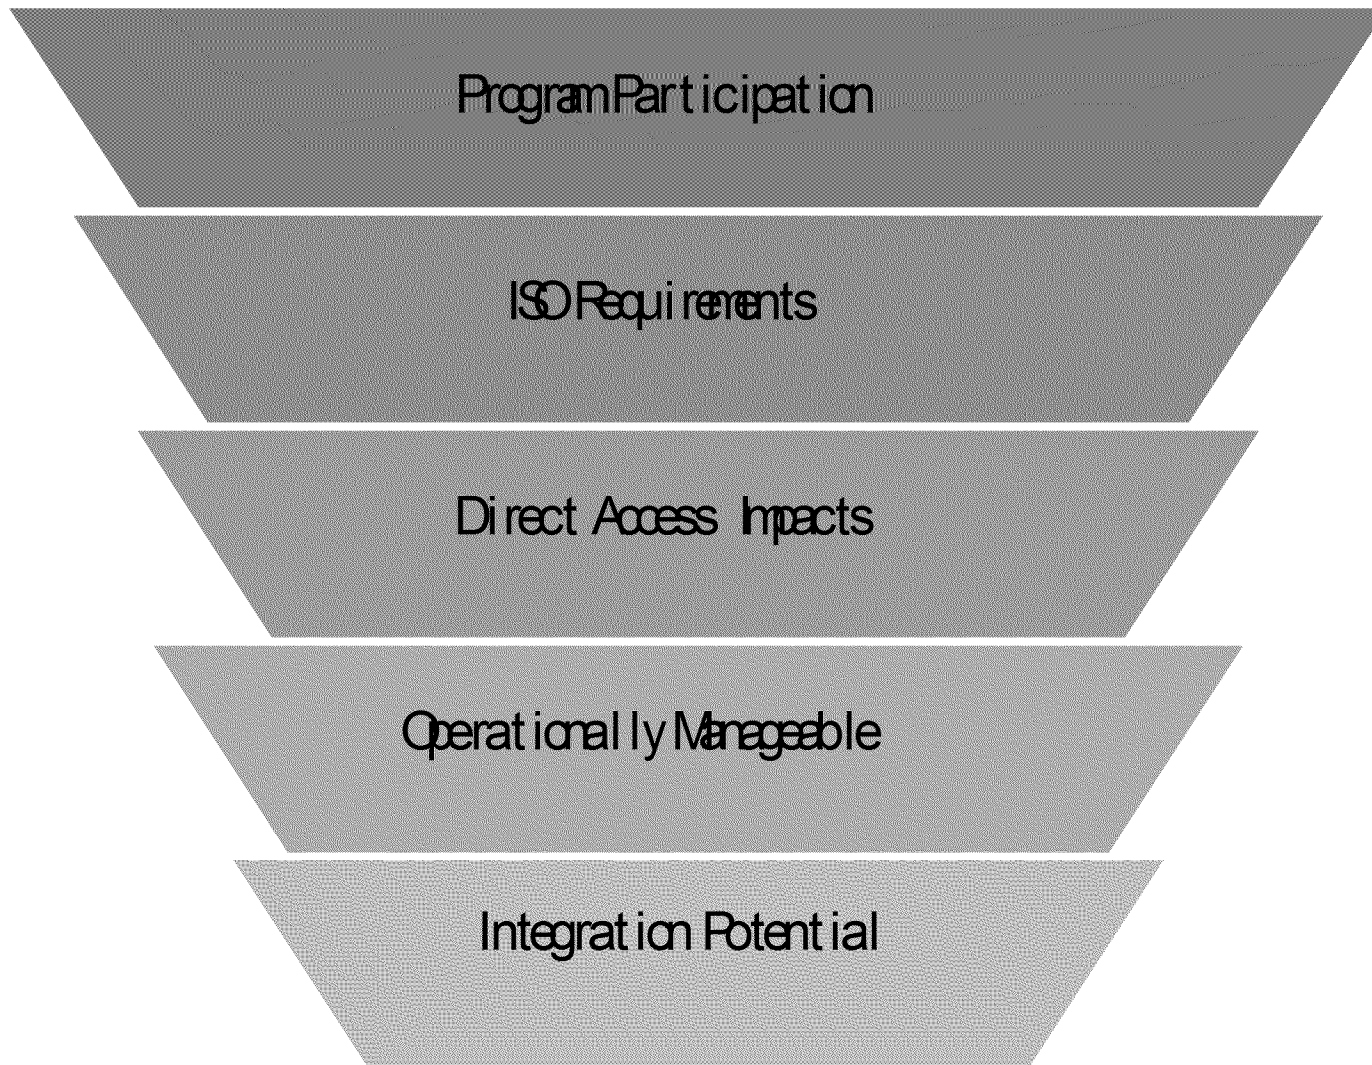 Program Participation
ISO Requirements
Direct Access Impacts
Operationally Manageable
Integration Potential